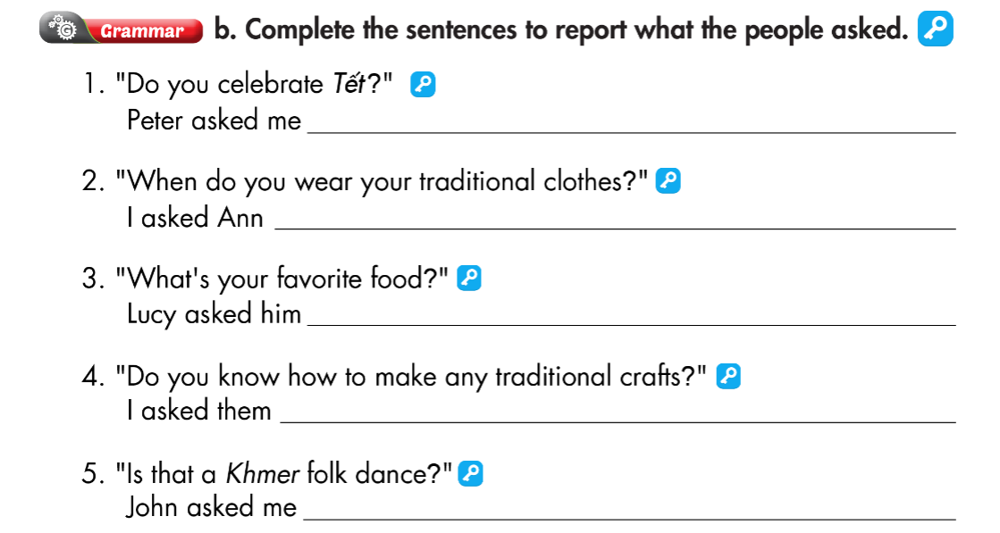 Grammar b. Complete the sentences to report what the people asked.
1. "Do you celebrate Tết?"
Peter asked me
2. "When do you wear your traditional clothes?"
I asked Ann
3. "What's your favorite food?"
Lucy asked him
4. "Do you know how to make any traditional crafts?"
I asked them
5. "Is that a Khmer folk dance?"
John asked me